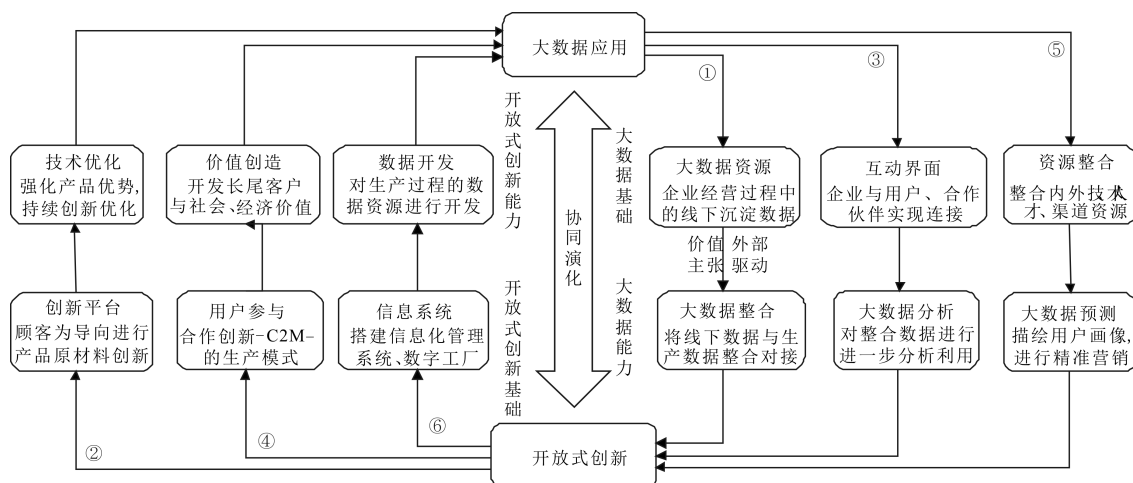 大数据应用
①
③
⑤
技术优化
强化产品优势,
持续创新优化
价值创造
开发长尾客户
与社会、经济价值
数据开发
对生产过程的数
据资源进行开发
开放式创新能力
大数据基础
大数据资源
企业经营过程中
的线下沉淀数据
互动界面
企业与用户、合作
伙伴实现连接
资源整合
整合内外技术、人
才、渠道资源
协同演化
价值 外部
主张 驱动
创新平台
顾客为导向进行
产品原材料创新
用户参与
合作创新-C2M-
的生产模式
信息系统
搭建信息化管理
系统、数字工厂
开放式创新基础
大数据能力
大数据整合
将线下数据与生
产数据整合对接
大数据分析
对整合数据进行
进一步分析利用
大数据预测
描绘用户画像,
进行精准营销
②
④
⑥
开放式创新